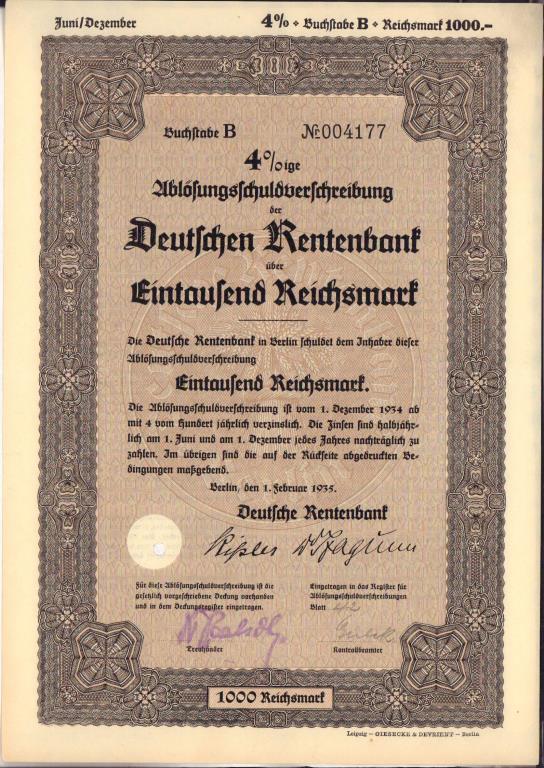 Juni/Dezember
4% ⋄ Buchstabe B ⋄ Reichsmark 1000.-
Buchstabe B № 004177
4%ige
Ablösungsschuldverschreibung
der
Deutschen Rentenbank
über
Eintausend Reichsmark
Die Deutsche Rentenbank in Berlin schuldet dem Inhaber dieser
Ablösungsschuldverschreibung
Eintausend Reichsmark.
Die Ablösungsschuldverschreibung ist vom 1. Dezember 1934 ab
mit 4 vom Hundert jährlich verzinslich. Die Zinsen sind halbjähr-
lich am 1. Juni und am 1. Dezember jedes Jahres nachträglich zu
zahlen. Im übrigen sind die auf der Rückseite abgedruckten Be-
dingungen maßgebend.
Berlin, den 1. Februar 1935.
Deutsche Rentenbank
Für diese Ablösungsschuldverschreibung ist die
gesetzlich vorgeschriebene Deckung vorhanden
und in dem Deckungsregister eingetragen.
Treuhänder
Eingetragen in das Register für
Ablösungsschuldverschreibungen
Blatt 42
Kontrollbeamter
1000 Reichsmark
Leipzig — GIESECKE & DEVRIENT — Berlin